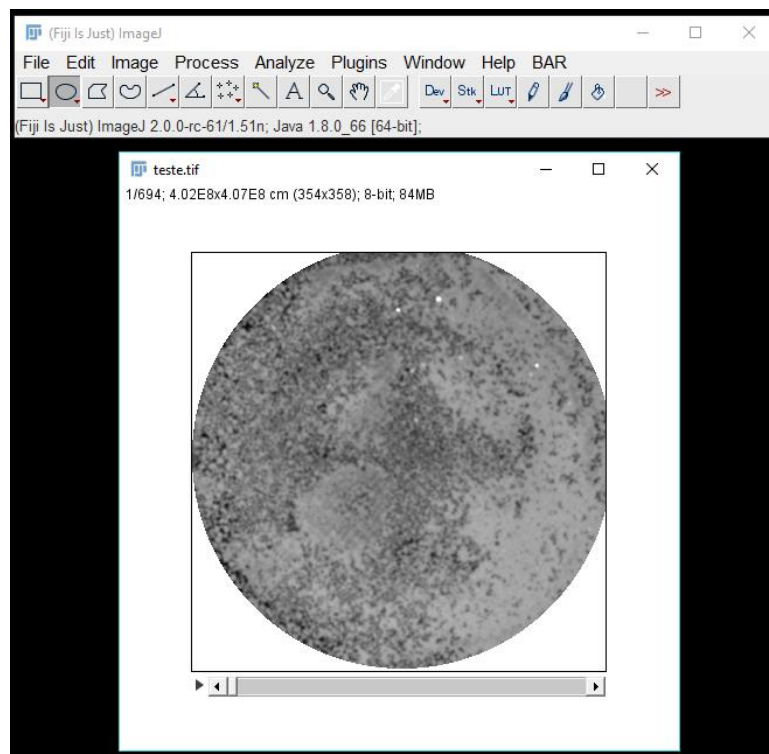 (Fiji Is Just) ImageJ
File Edit Image Process Analyze Plugins Window Help BAR
A Dev Stk LUT >>
(Fiji Is Just) ImageJ 2.0.0-rc-61/1.51n; Java 1.8.0_66 [64-bit];
teste.tif
1/694; 4.02E8x4.07E8 cm (354x358); 8-bit; 84MB